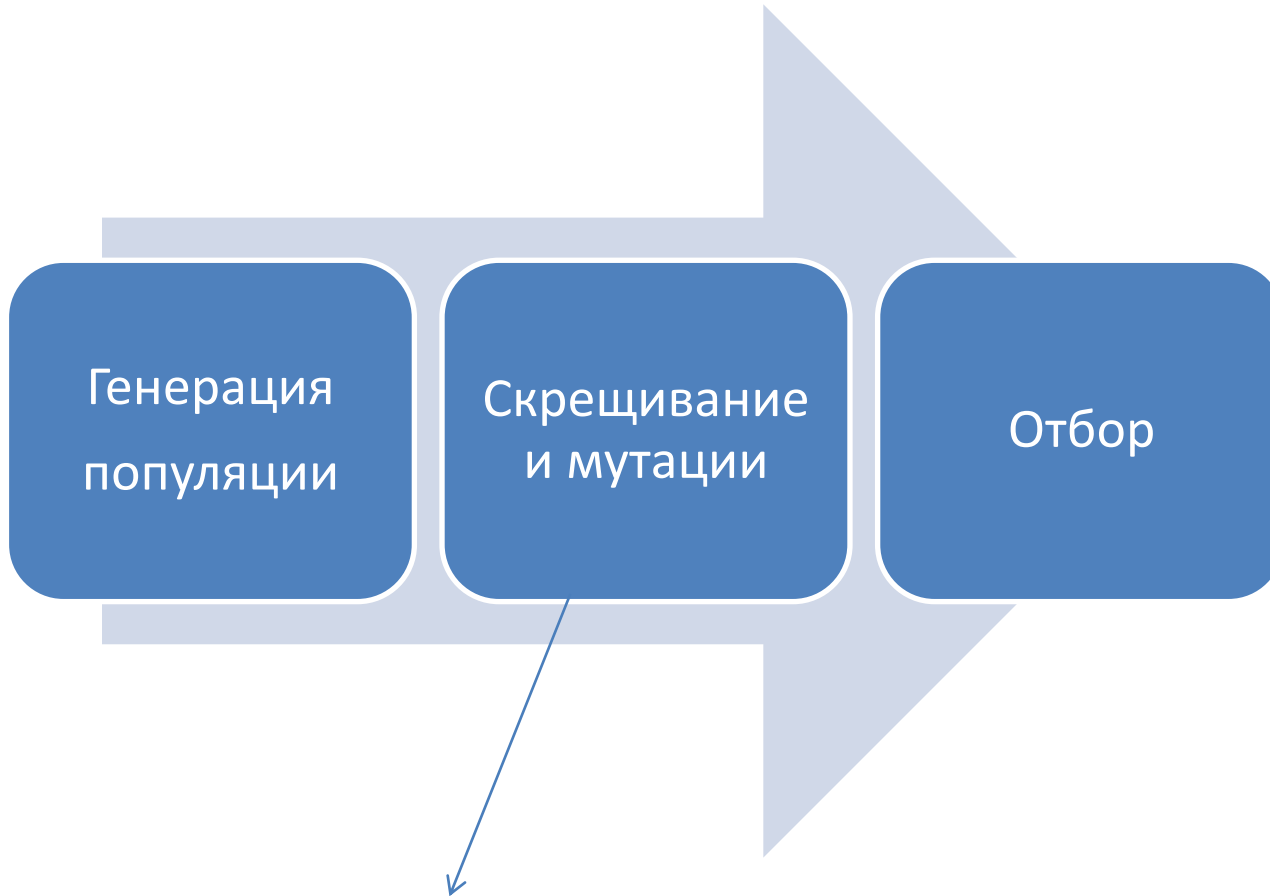 Генерация
популяции
Скрещивание
и мутации
Отбор